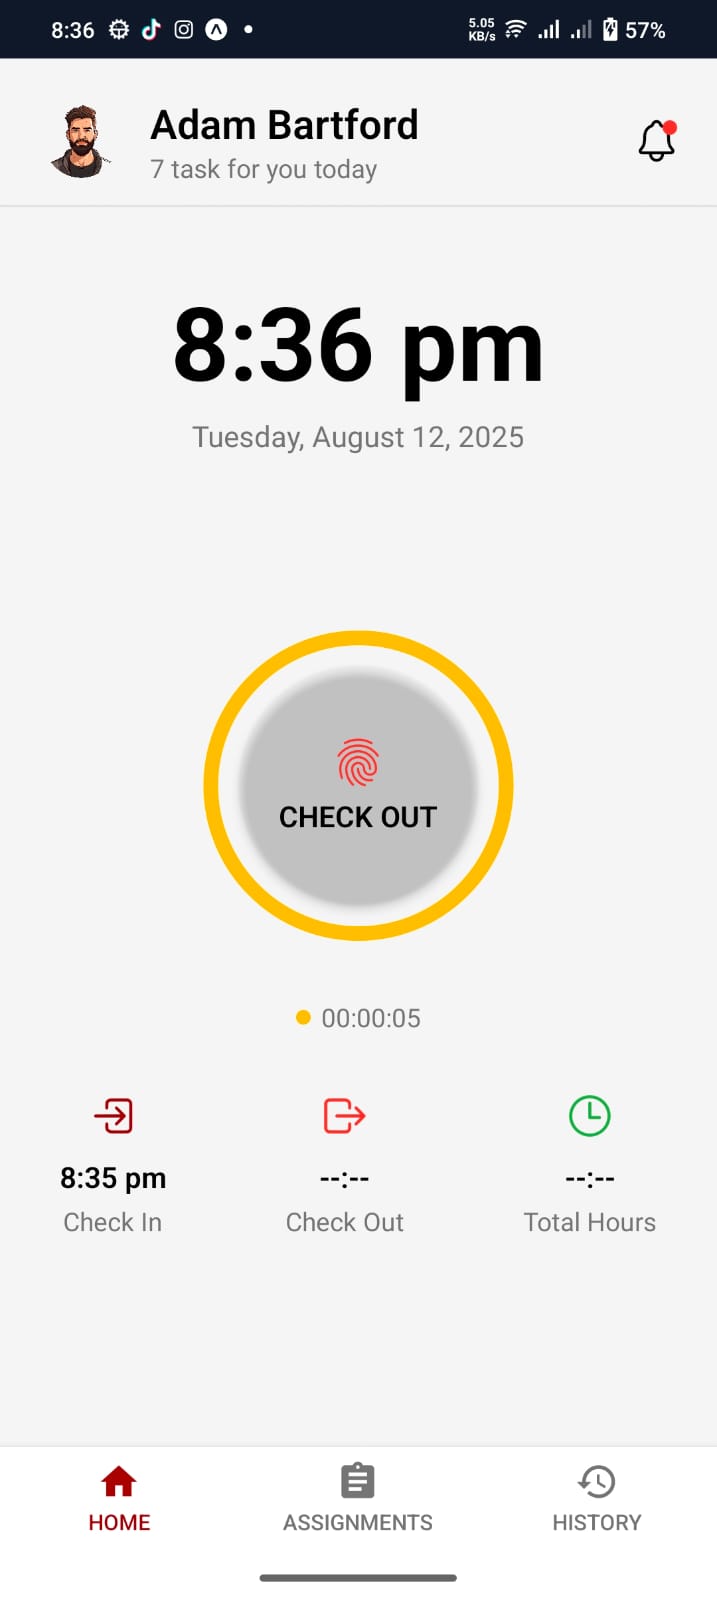 8:36
5.05 KB/s
57%
Adam Bartford
7 task for you today
8:36 pm
Tuesday, August 12, 2025
CHECK OUT
00:00:05
8:35 pm
--:--
--:--
Check In
Check Out
Total Hours
HOME
ASSIGNMENTS
HISTORY